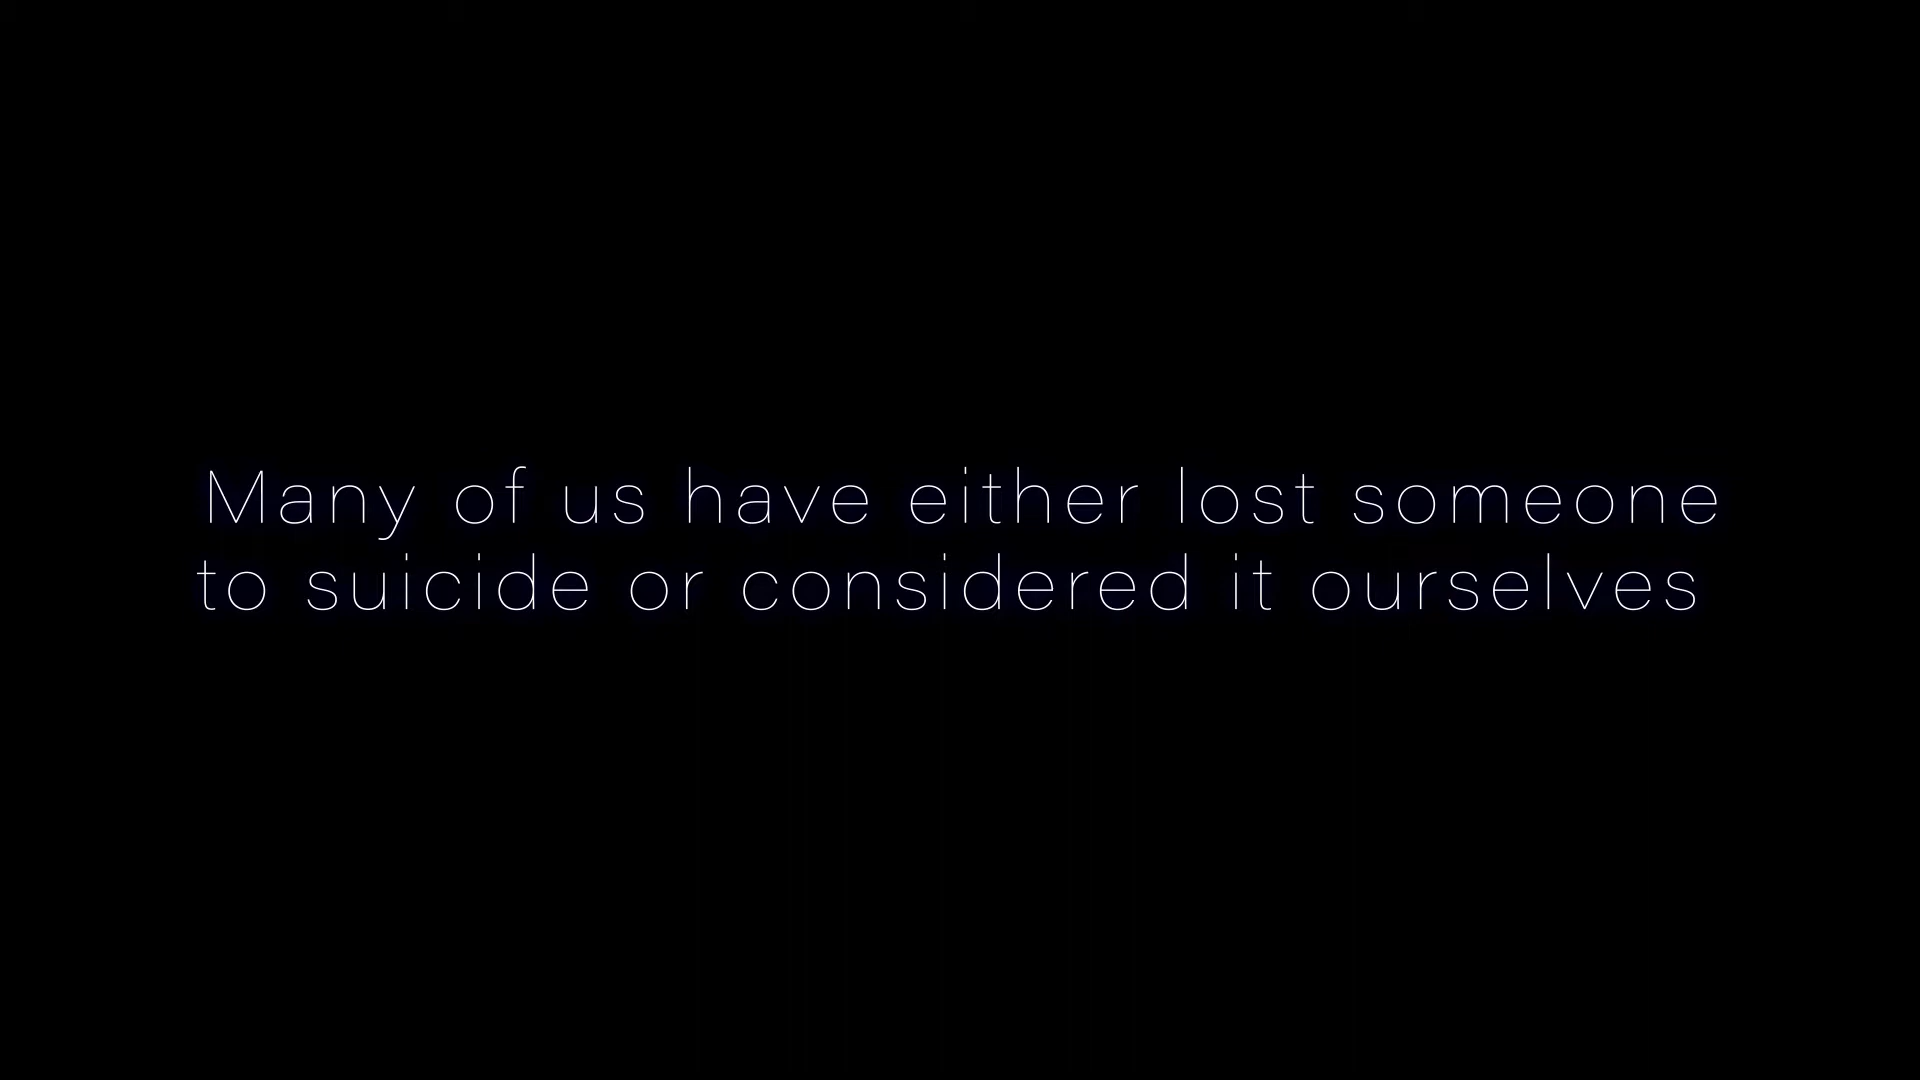 Many of us have either lost someone
to suicide or considered it ourselves